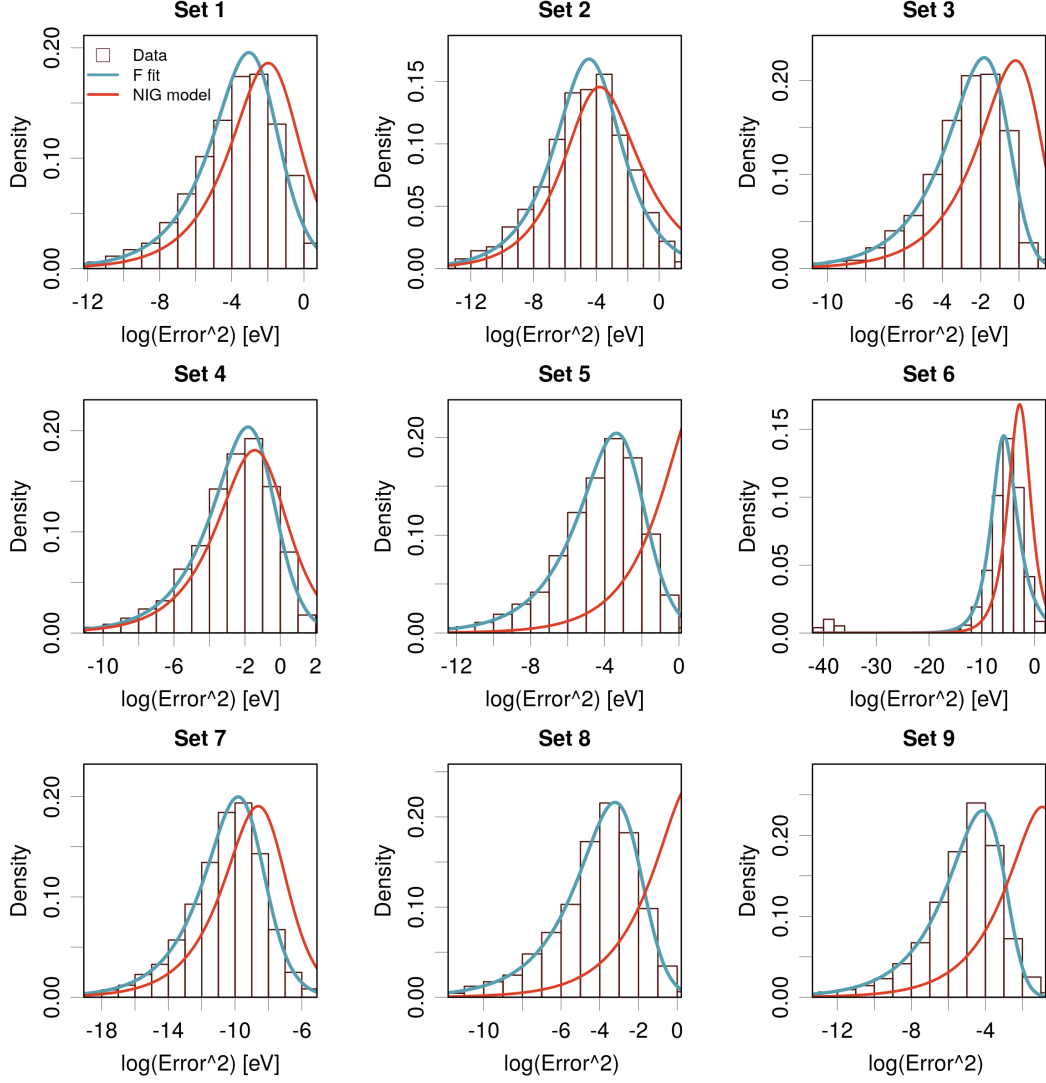 Set 1
0.20
0.10
0.00
Density
Data
F fit
NIG model
-12
-8
-4
0
log(Error^2) [eV]
Set 2
0.15
0.10
0.05
0.00
Density
-12
-8
-4
0
log(Error^2) [eV]
Set 3
0.20
0.10
0.00
Density
-10
-6
-4
-2
0
log(Error^2) [eV]
Set 4
0.20
0.10
0.00
Density
-10
-6
-4
-2
0
2
log(Error^2) [eV]
Set 5
0.20
0.10
0.00
Density
-12
-8
-4
0
log(Error^2) [eV]
Set 6
0.15
0.10
0.05
0.00
Density
-40
-30
-20
-10
0
log(Error^2) [eV]
Set 7
0.20
0.10
0.00
Density
-18
-14
-10
-6
log(Error^2) [eV]
Set 8
0.20
0.10
0.00
Density
-10
-6
-4
-2
0
log(Error^2)
Set 9
0.20
0.10
0.00
Density
-12
-8
-4
log(Error^2)